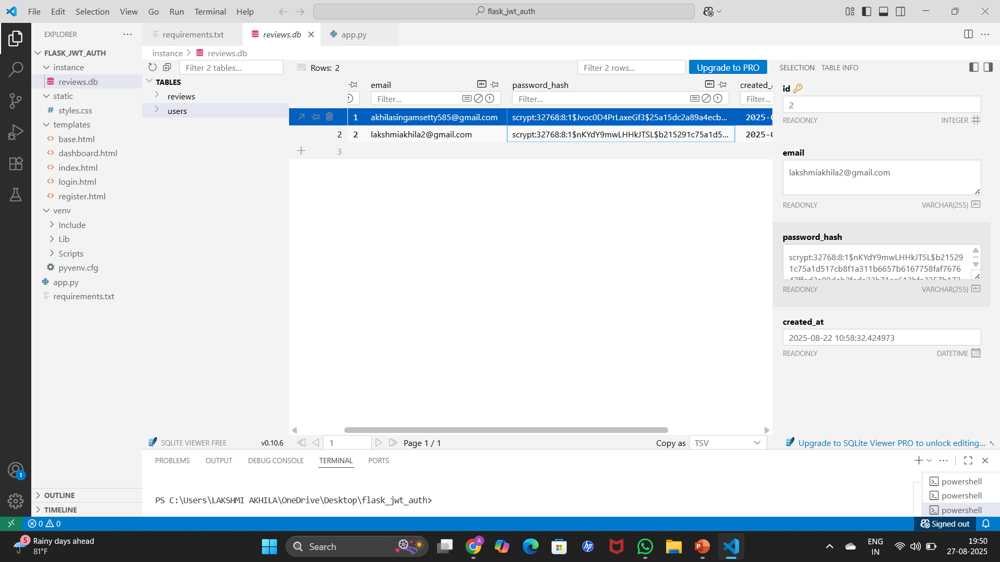 File Edit Selection View Go Run Terminal Help
flask_jwt_auth
EXPLORER
FLASK_JWT_AUTH
instance
reviews.db
static
styles.css
templates
base.html
dashboard.html
index.html
login.html
register.html
venv
Include
Lib
Scripts
pyvenv.cfg
app.py
requirements.txt
OUTLINE
TIMELINE
requirements.txt reviews.db app.py
instance reviews.db
Filter 2 tables...
Rows: 2
Filter 2 rows...
Upgrade to PRO
TABLES
reviews
users
email password_hash created_
Filter... Filter... Filter...
1 akhilasingamsetty585@gmail.com scrypt:32768:8:1$Jvoc0D4PrLaxeGf3$25a15dc2a89a4ecb... 2025-
2 2 lakshmiakhila2@gmail.com scrypt:32768:8:1$nKYdY9mwLHHkJTSL$b215291c75a1d5... 2025-
3
SQLITE VIEWER FREE v0.10.6
1
Page 1 / 1
Copy as TSV
SELECTION TABLE INFO
id
2
READONLY INTEGER
email
lakshmiakhila2@gmail.com
READONLY VARCHAR(255)
password_hash
scrypt:32768:8:1$nKYdY9mwLHHkJTSL$b21529
1c75a1d517cb8f1a311b6657b6167758faf7676
READONLY VARCHAR(255)
created_at
2025-08-22 10:58:32.424973
READONLY DATETIME
Upgrade to SQLite Viewer PRO to unlock editing...
PROBLEMS OUTPUT DEBUG CONSOLE TERMINAL PORTS
PS C:\Users\LAKSHMI AKHILA\OneDrive\Desktop\flask_jwt_auth>
powershell
powershell
powershell
1
0 0
Signed out
5
Rainy days ahead
81°F
Search
A
hp
ENG
IN
19:50
27-08-2025